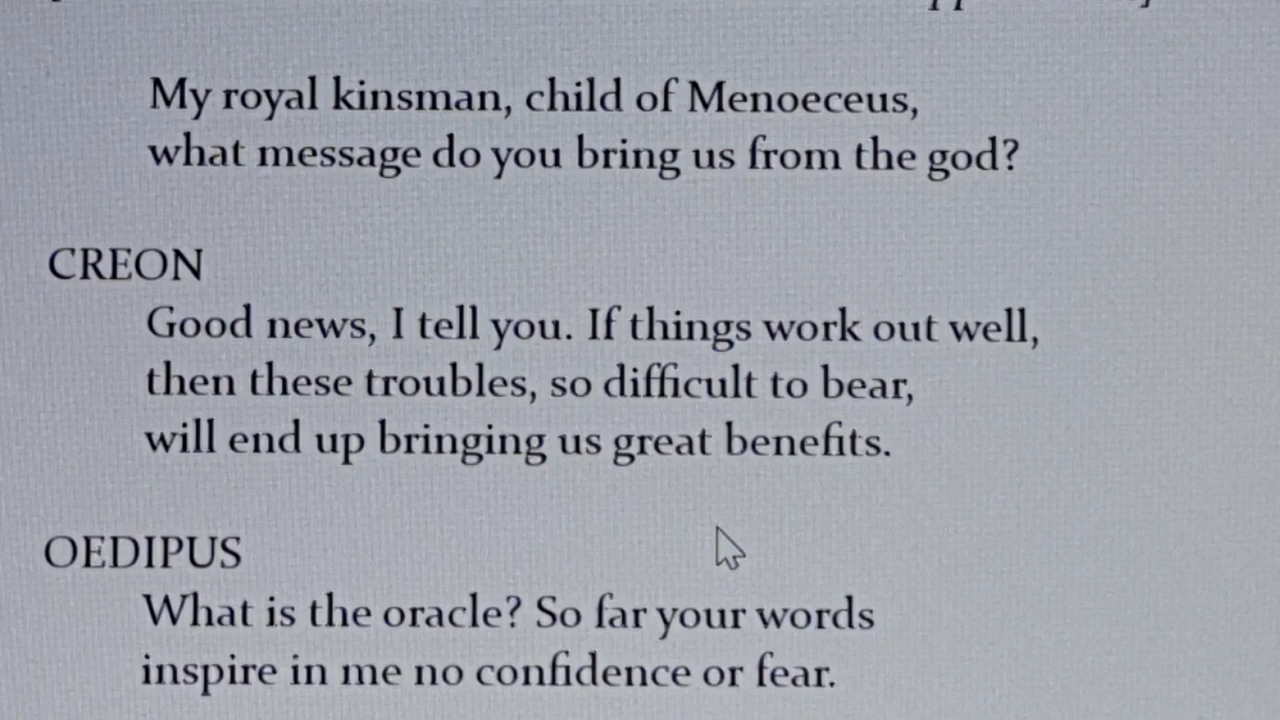 My royal kinsman, child of Menoeceus,
what message do you bring us from the god?
CREON
Good news, I tell you. If things work out well,
then these troubles, so difficult to bear,
will end up bringing us great benefits.
OEDIPUS
What is the oracle? So far your words
inspire in me no confidence or fear.